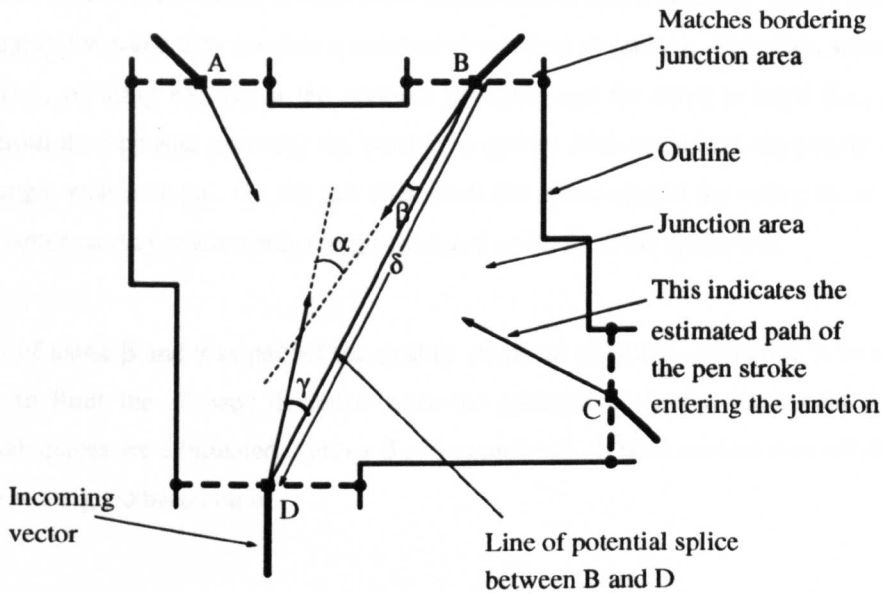 Matches bordering
junction area
A
B
Outline
β
Junction area
α
δ
This indicates the
estimated path of
the pen stroke
entering the junction
γ
C
D
Incoming
vector
Line of potential splice
between B and D